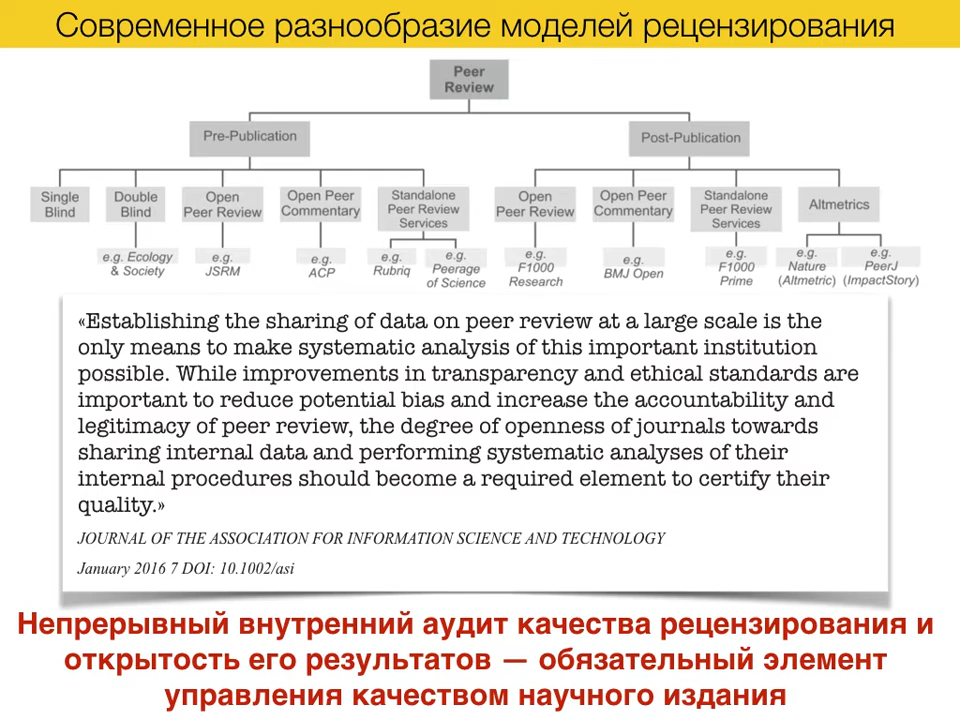 Современное разнообразие моделей рецензирования
Peer
Review
Pre-Publication
Post-Publication
Single
Blind
Double
Blind
Open
Peer Review
Open Peer
Commentary
Standalone
Peer Review
Services
Open
Peer Review
Open Peer
Commentary
Standalone
Peer Review
Services
Altmetrics
e.g. Ecology
& Society
e.g.
JSRM
e.g.
ACP
e.g.
Rubriq
e.g.
Peerage
of Science
e.g.
F1000
Research
e.g.
BMJ Open
e.g.
F1000
Prime
e.g.
Nature
(Altmetric)
e.g.
PeerJ
(ImpactStory)
«Establishing the sharing of data on peer review at a large scale is the
only means to make systematic analysis of this important institution
possible. While improvements in transparency and ethical standards are
important to reduce potential bias and increase the accountability and
legitimacy of peer review, the degree of openness of journals towards
sharing internal data and performing systematic analyses of their
internal procedures should become a required element to certify their
quality.»
JOURNAL OF THE ASSOCIATION FOR INFORMATION SCIENCE AND TECHNOLOGY
January 2016 7 DOI: 10.1002/asi
Непрерывный внутренний аудит качества рецензирования и
открытость его результатов — обязательный элемент
управления качеством научного издания